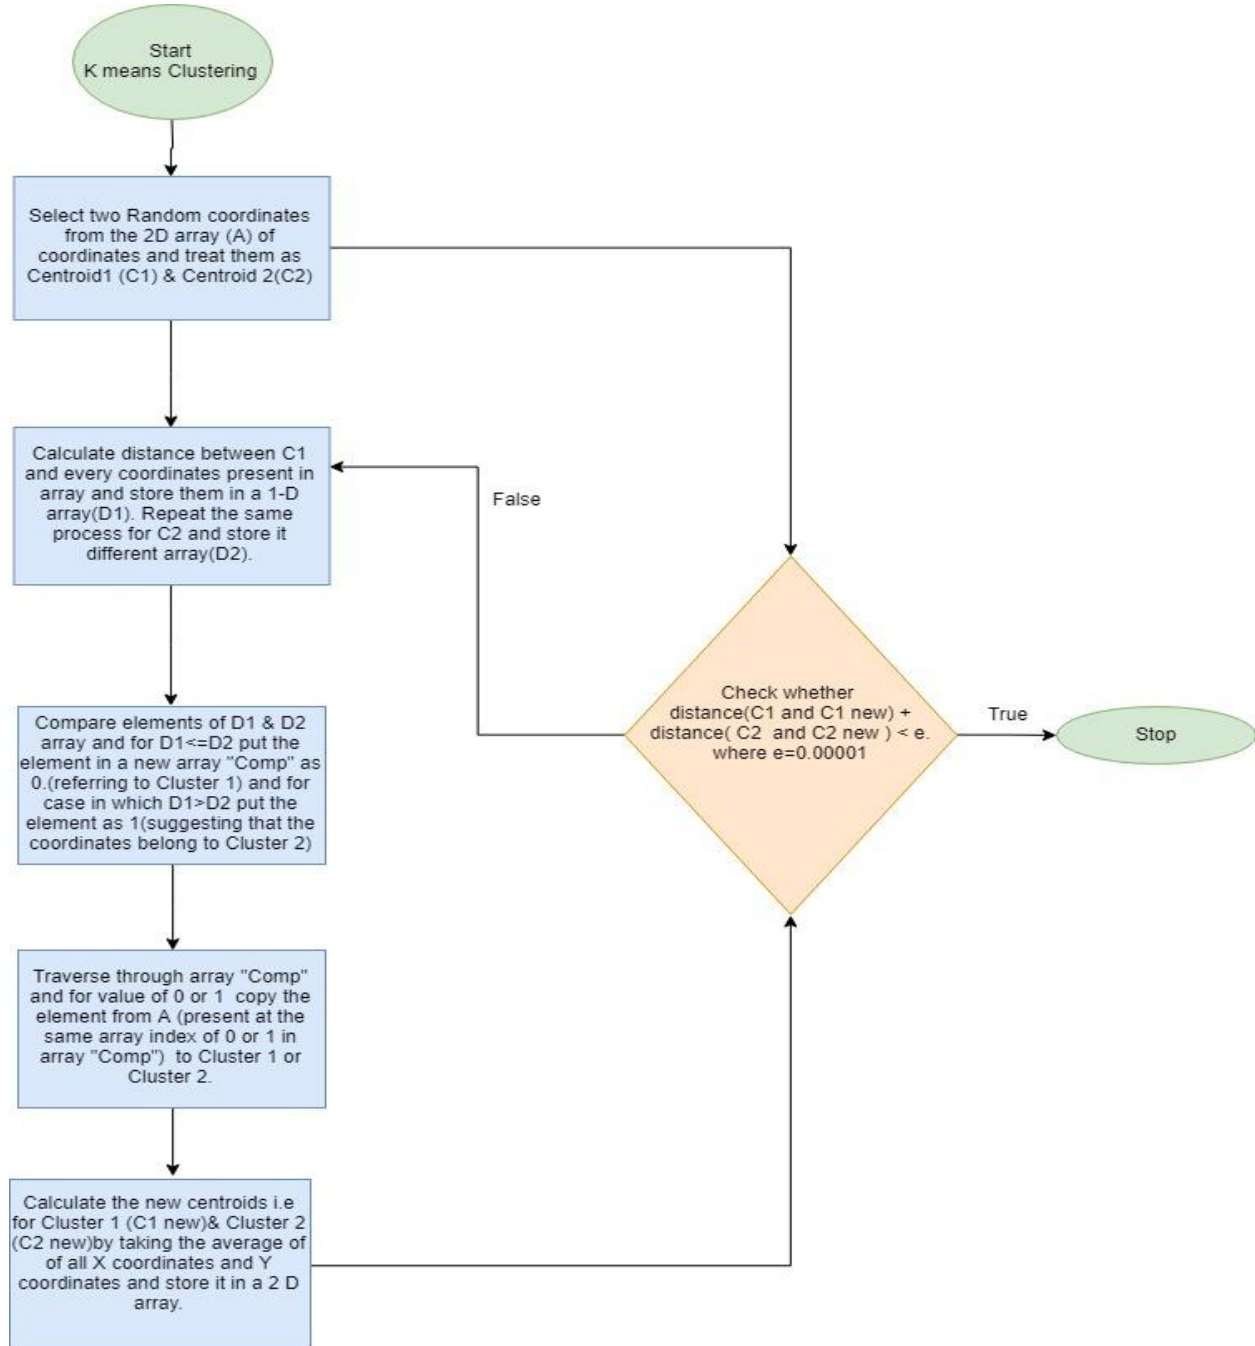 Start
K means Clustering
Select two Random coordinates
from the 2D array (A) of
coordinates and treat them as
Centroid1 (C1) & Centroid 2(C2)
Calculate distance between C1
and every coordinates present in
array and store them in a 1-D
array(D1). Repeat the same
process for C2 and store it
different array(D2).
False
Compare elements of D1 & D2
array and for D1<=D2 put the
element in a new array "Comp" as
0.(referring to Cluster 1) and for
case in which D1>D2 put the
element as 1(suggesting that the
coordinates belong to Cluster 2)
Check whether
distance(C1 and C1 new) +
distance( C2 and C2 new ) < e.
where e=0.00001
True
Stop
Traverse through array "Comp"
and for value of 0 or 1 copy the
element from A (present at the
same array index of 0 or 1 in
array "Comp") to Cluster 1 or
Cluster 2.
Calculate the new centroids i.e
for Cluster 1 (C1 new)& Cluster 2
(C2 new)by taking the average of
of all X coordinates and Y
coordinates and store it in a 2 D
array.